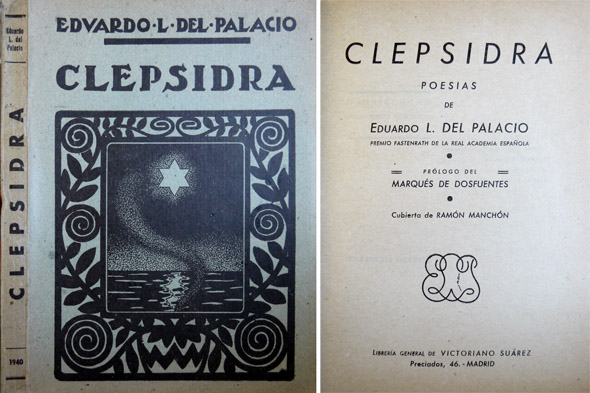 Eduardo
L. del
Palacio
CLEPSIDRA
1940
EDVARDO·L·DEL·PALACIO
CLEPSIDRA
CLEPSIDRA
POESIAS
DE
EDUARDO L. DEL PALACIO
PREMIO FASTENRATH DE LA REAL ACADEMIA ESPAÑOLA
PRÓLOGO DEL
MARQUÉS DE DOSFUENTES
Cubierta de RAMÓN MANCHÓN
LIBRERÍA GENERAL DE VICTORIANO SUÁREZ
Preciados, 46. - MADRID